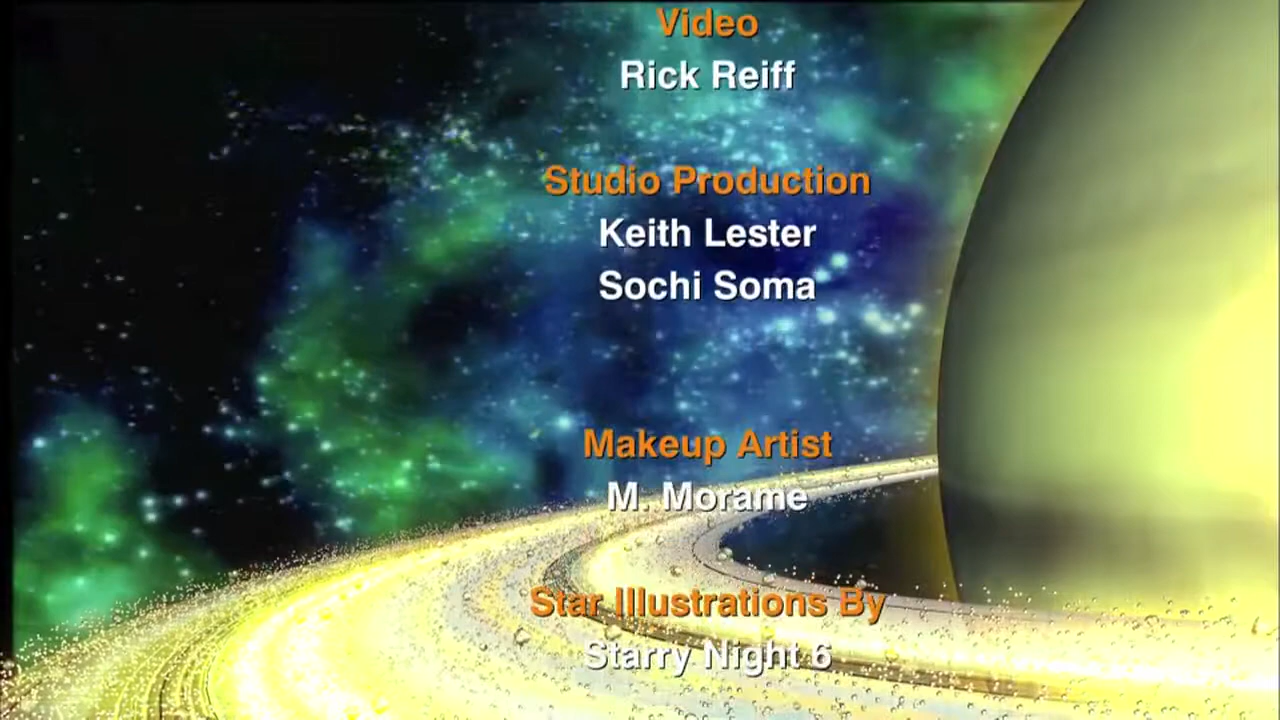 Video
Rick Reiff
Studio Production
Keith Lester
Sochi Soma
Makeup Artist
M. Morame
Star Illustrations By
Starry Night 6